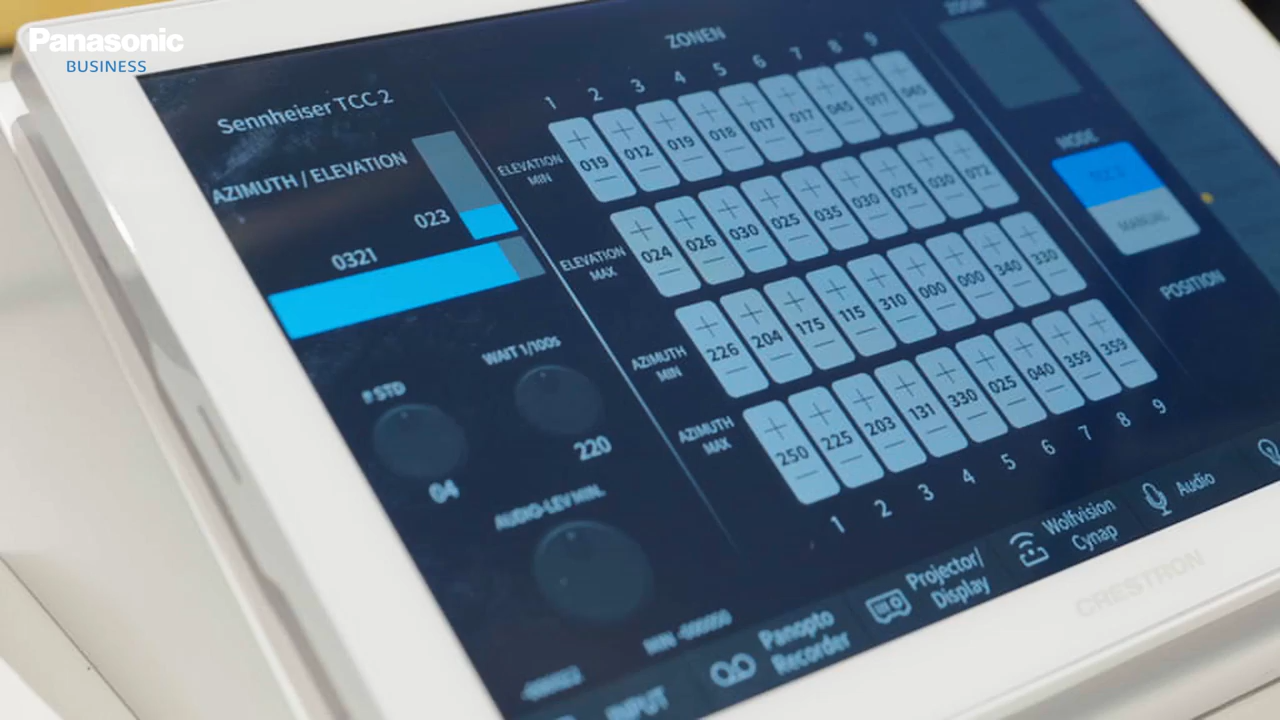 Panasonic
BUSINESS
Sennheiser TCC 2
AZIMUTH / ELEVATION
023
0321
WAIT 1/100s
P. STD
220
04
AUDIO-LEV MIN.
ZONEN
1 2 3 4 5 6 7 8 9
ELEVATION MIN
019 012 019 018 017 017 045 017 045
ELEVATION MAX
024 026 030 025 035 030 075 030 072
AZIMUTH MIN
226 204 175 115 310 000 000 340 330
AZIMUTH MAX
250 225 203 131 330 025 040 359 359
1 2 3 4 5 6 7 8 9
ZOOM
MODE
MANUAL
POSITION
INPUT
Panopto Recorder
Projector/ Display
Wolfvision Cynap
Audio
CRESTRON